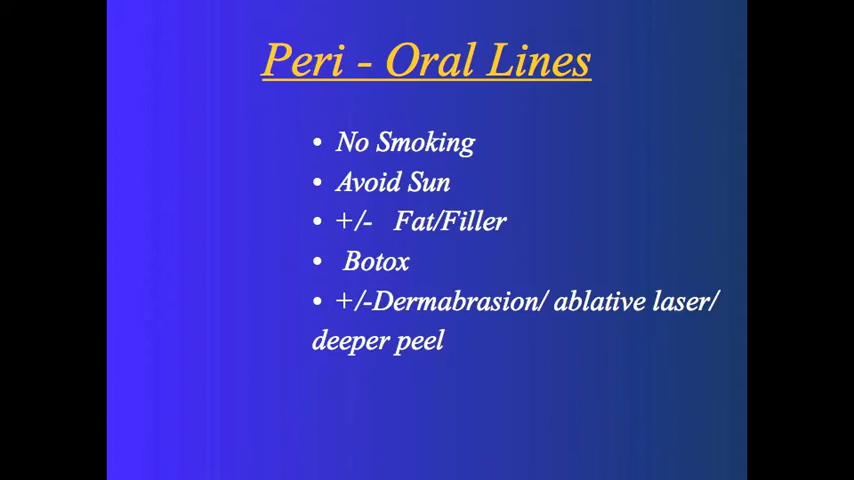 Peri - Oral Lines
• No Smoking
• Avoid Sun
• +/- Fat/Filler
• Botox
• +/-Dermabrasion/ ablative laser/
deeper peel